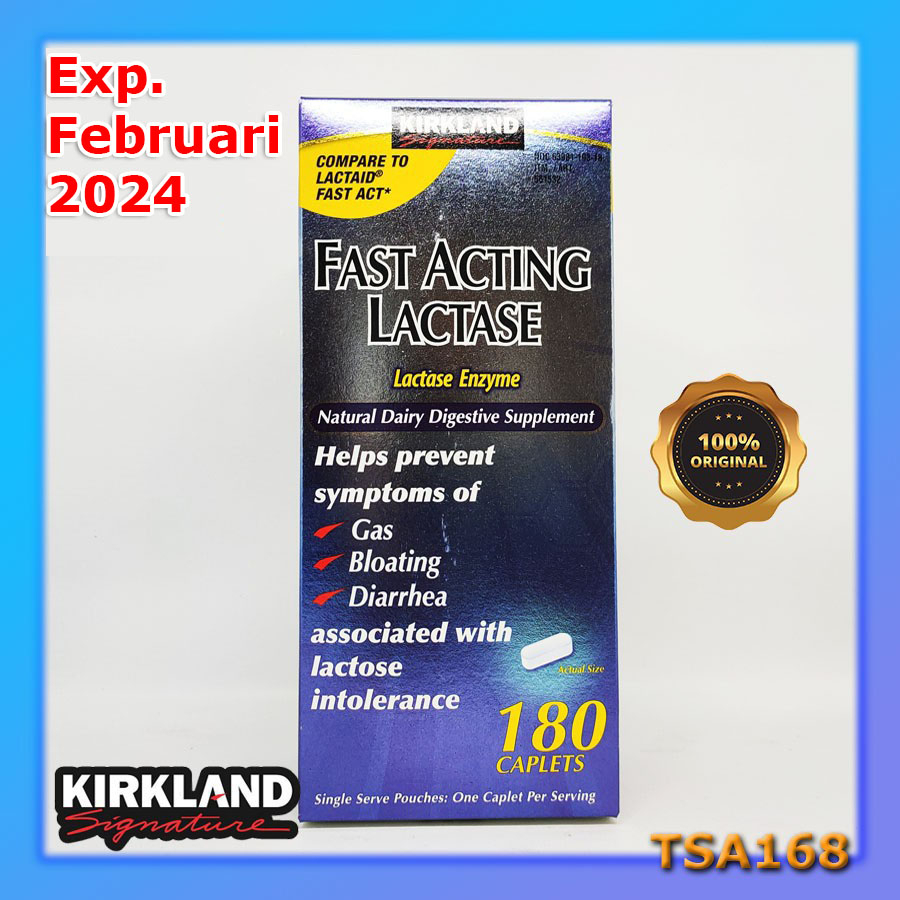 Exp.
Februari
2024
KIRKLAND
Signature
COMPARE TO
LACTAID®
FAST ACT*
ITM. / ART.
FAST ACTING
LACTASE
Lactase Enzyme
Natural Dairy Digestive Supplement
Helps prevent
symptoms of
Gas
Bloating
Diarrhea
associated with
lactose
intolerance
Actual Size
180
CAPLETS
Single Serve Pouches: One Caplet Per Serving
100%
ORIGINAL
KIRKLAND
Signature
TSA168